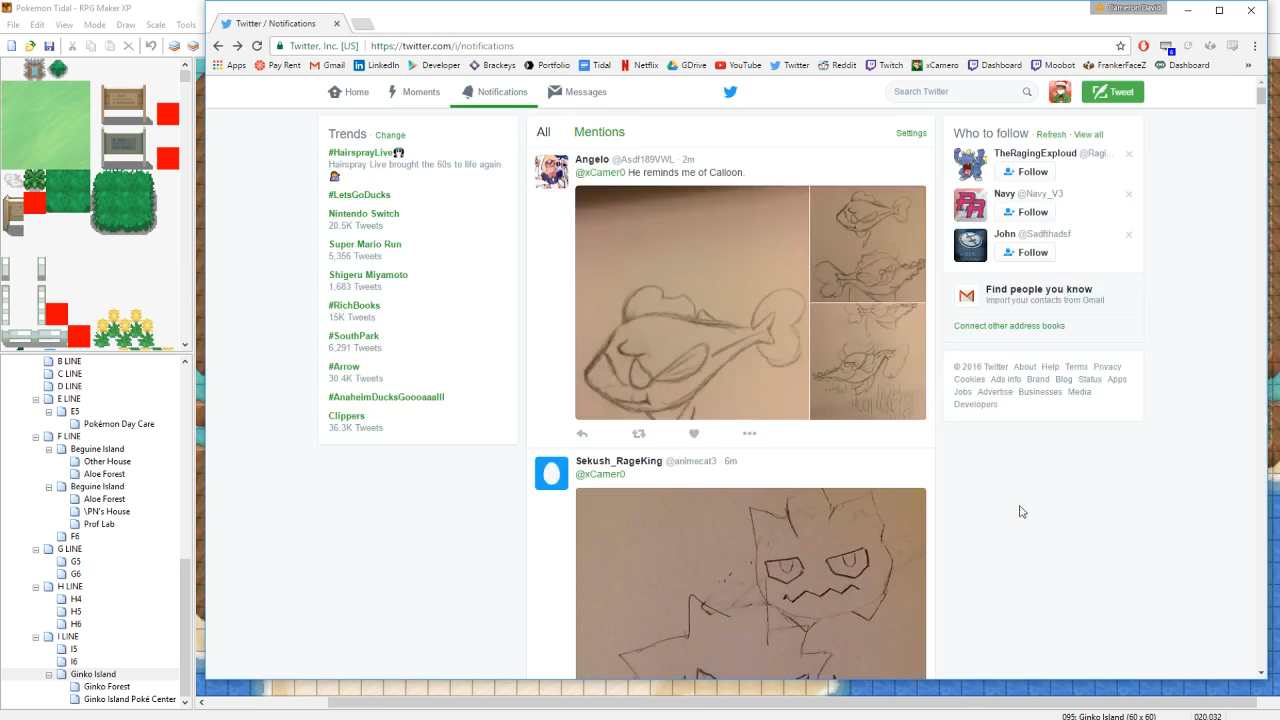 Pokemon Tidal - RPG Maker XP
File Edit View Mode Draw Scale Tools
B LINE
C LINE
D LINE
E LINE
E5
Pokémon Day Care
F LINE
Beguine Island
Other House
Aloe Forest
Beguine Island
Aloe Forest
\PN's House
Prof Lab
F6
G LINE
G5
G6
H LINE
H4
H5
H6
I LINE
I5
I6
Ginko Island
Ginko Forest
Ginko Island Poké Center
Twitter / Notifications
Cameron David
Twitter, Inc. [US] https://twitter.com/i/notifications
6
Apps Pay Rent Gmail LinkedIn Developer Brackeys Portfolio Tidal Netflix GDrive YouTube Twitter Reddit Twitch xCamero Dashboard Moobot FrankerFaceZ Dashboard »
Home Moments Notifications Messages Search Twitter Tweet
Trends · Change
#HairsprayLive
Hairspray Live brought the 60s to life again
#LetsGoDucks
Nintendo Switch
20.5K Tweets
Super Mario Run
5,356 Tweets
Shigeru Miyamoto
1,683 Tweets
#RichBooks
15K Tweets
#SouthPark
6,291 Tweets
#Arrow
30.4K Tweets
#AnaheimDucksGoooaaalll
Clippers
36.3K Tweets
All Mentions Settings
Angelo @Asdf189VWL · 2m
@xCamer0 He reminds me of Calloon.
Sekush_RageKing @animecat3 · 6m
@xCamer0
Who to follow · Refresh · View all
TheRagingExploud @Ragi...
Follow
Navy @Navy_V3
Follow
John @Sadfthadsf
Follow
Find people you know
Import your contacts from Gmail
Connect other address books
© 2016 Twitter About Help Terms Privacy
Cookies Ads info Brand Blog Status Apps
Jobs Advertise Businesses Media
Developers
095: Ginko Island (60 x 60) 020,032